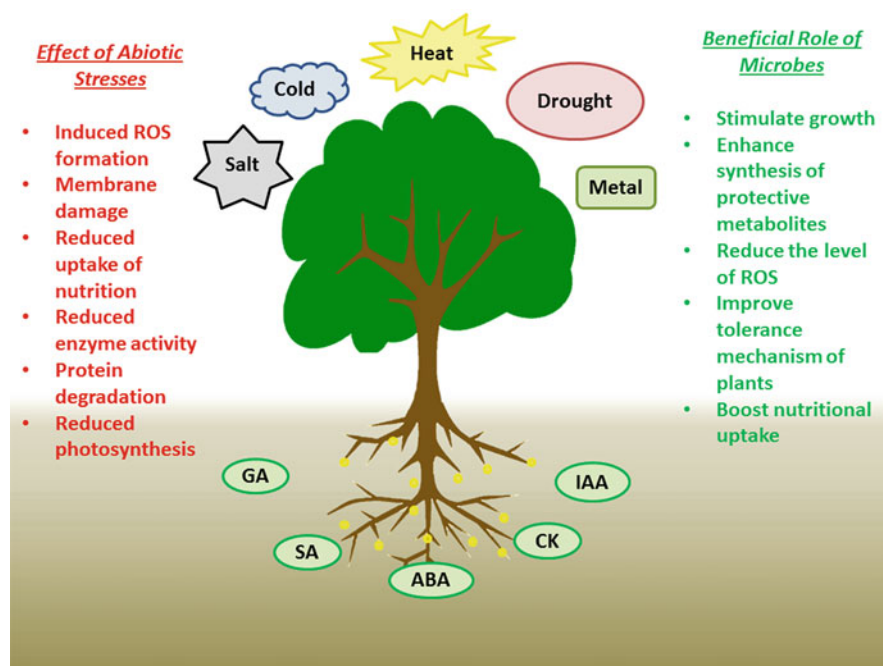 Effect of Abiotic
Stresses
• Induced ROS
formation
• Membrane
damage
• Reduced
uptake of
nutrition
• Reduced
enzyme activity
• Protein
degradation
• Reduced
photosynthesis
Heat
Cold
Drought
Salt
Metal
Beneficial Role of
Microbes
• Stimulate growth
• Enhance
synthesis of
protective
metabolites
• Reduce the level
of ROS
• Improve
tolerance
mechanism of
plants
• Boost nutritional
uptake
GA
IAA
SA
CK
ABA